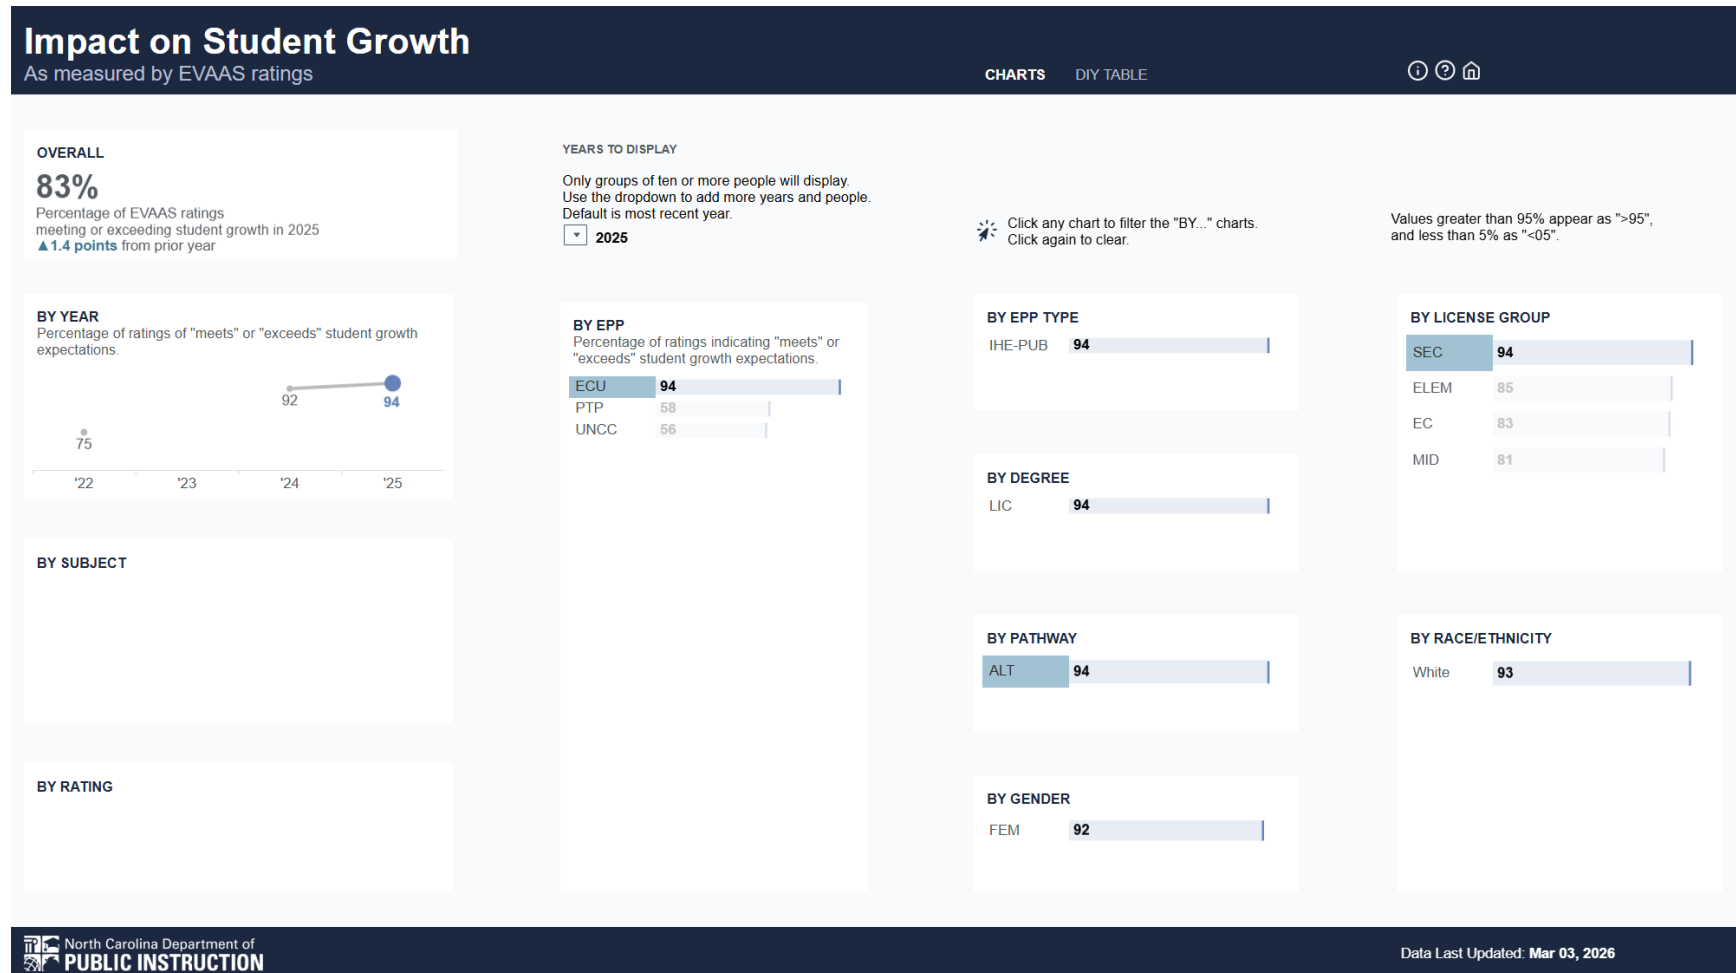 Impact on Student Growth
As measured by EVAAS ratings
CHARTS
DIY TABLE
OVERALL
83%
Percentage of EVAAS ratings
meeting or exceeding student growth in 2025
▲1.4 points from prior year
YEARS TO DISPLAY
Only groups of ten or more people will display.
Use the dropdown to add more years and people.
Default is most recent year.
2025
Click any chart to filter the "BY..." charts.
Click again to clear.
Values greater than 95% appear as ">95",
and less than 5% as "<05".
BY YEAR
Percentage of ratings of "meets" or "exceeds" student growth
expectations.
75
92
94
'22
'23
'24
'25
BY SUBJECT
BY RATING
BY EPP
Percentage of ratings indicating "meets" or
"exceeds" student growth expectations.
ECU 94
PTP 58
UNCC 56
BY EPP TYPE
IHE-PUB 94
BY DEGREE
LIC 94
BY PATHWAY
ALT 94
BY GENDER
FEM 92
BY LICENSE GROUP
SEC 94
ELEM 85
EC 83
MID 81
BY RACE/ETHNICITY
White 93
North Carolina Department of
PUBLIC INSTRUCTION
Data Last Updated: Mar 03, 2026